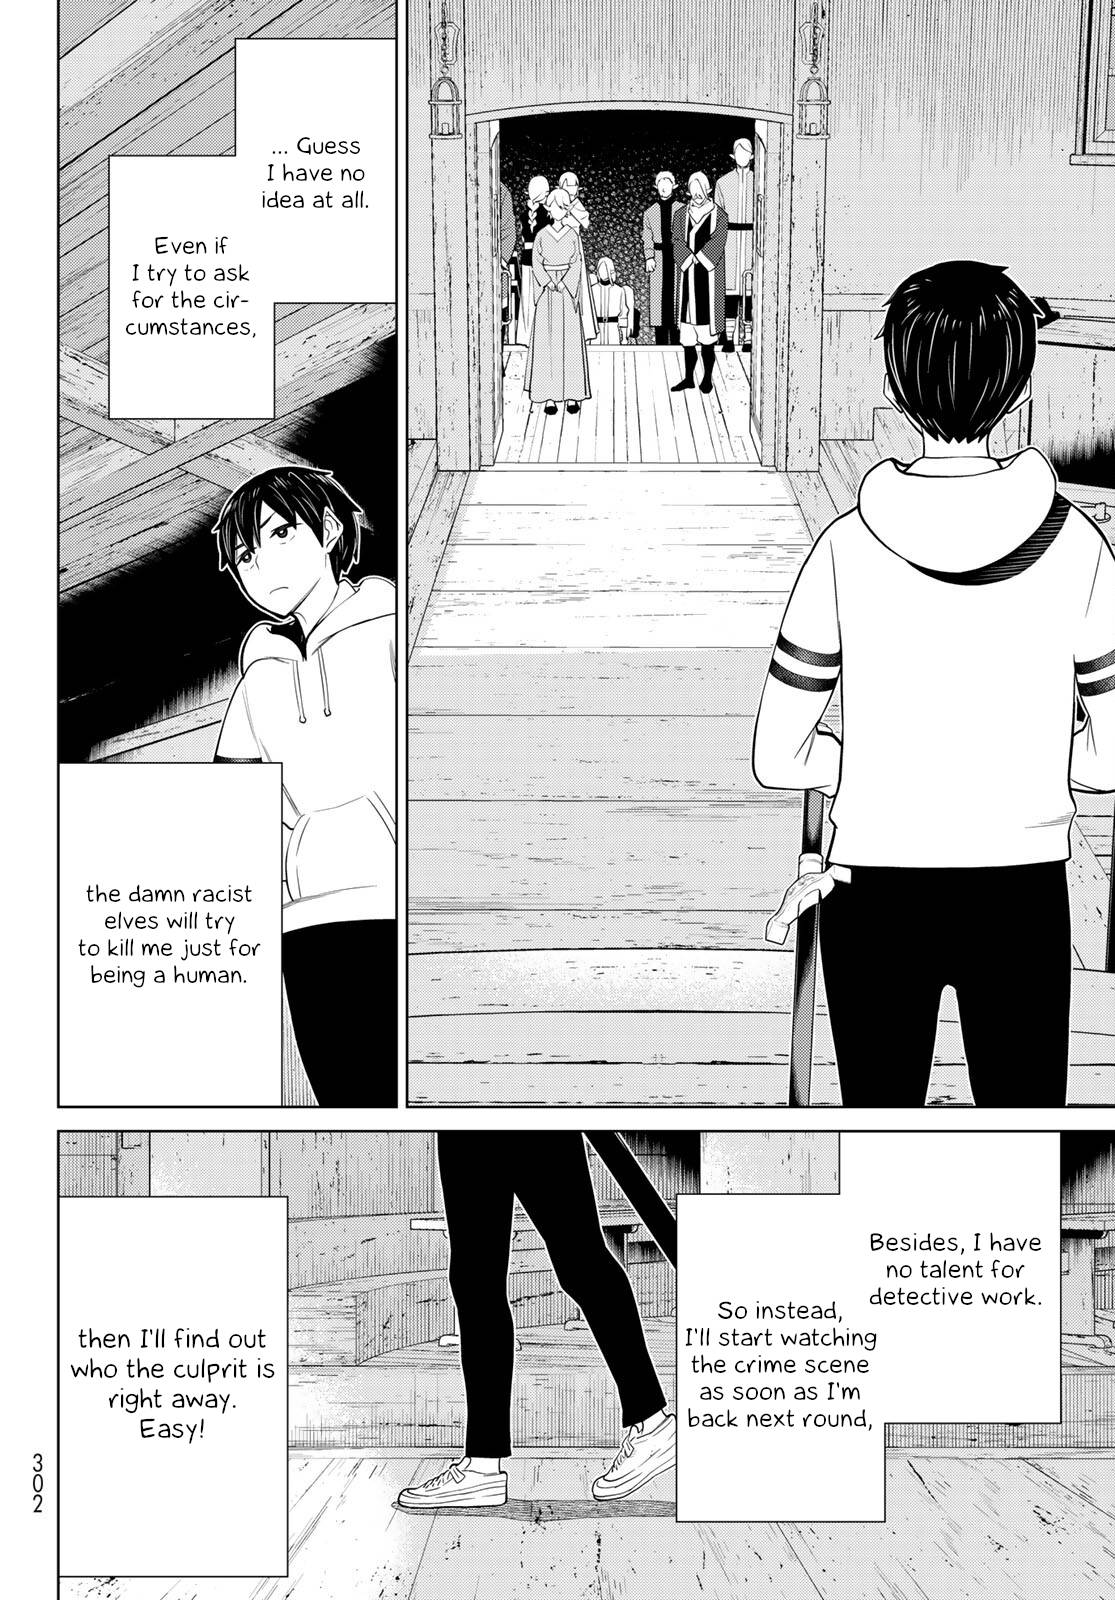 ... Guess
I have no
idea at all.
Even if
I try to ask
for the cir-
cumstances,
the damn racist
elves will try
to kill me just for
being a human.
Besides, I have
no talent for
detective work.
So instead,
I'll start watching
the crime scene
as soon as I'm
back next round,
then I'll find out
who the culprit is
right away.
Easy!
302